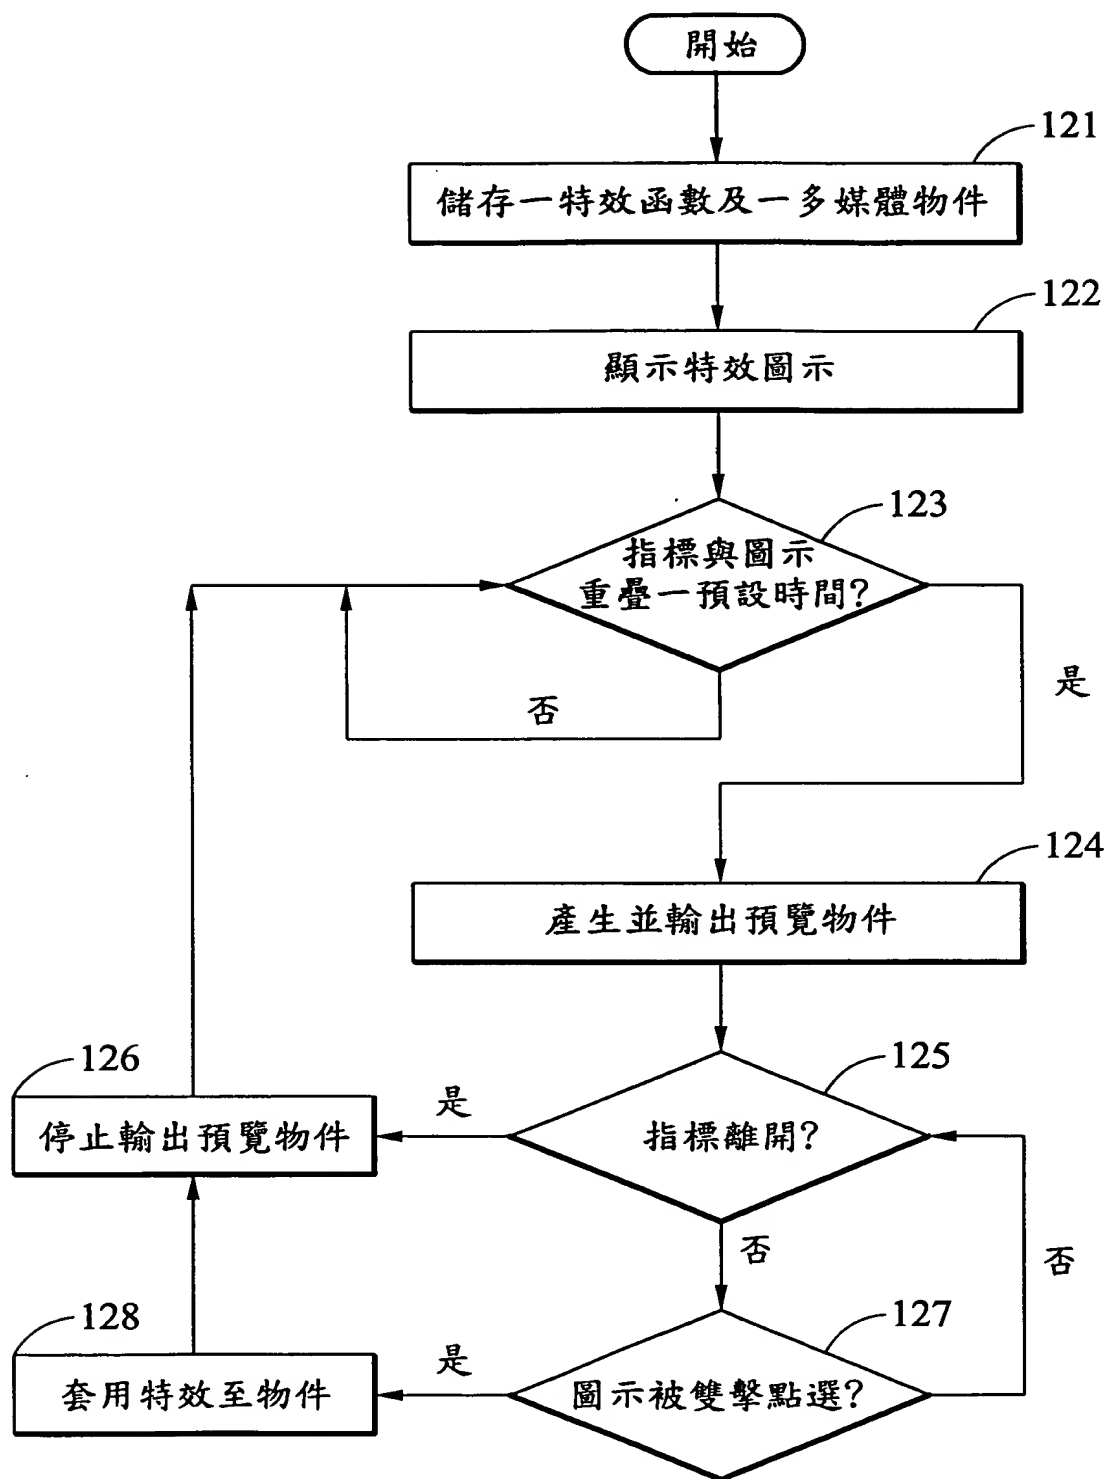 開始
121
儲存一特效函數及一多媒體物件
122
顯示特效圖示
123
指標與圖示
重疊一預設時間?
是
否
124
產生並輸出預覽物件
126
125
停止輸出預覽物件
是
指標離開?
否
否
128
127
套用特效至物件
是
圖示被雙擊點選?